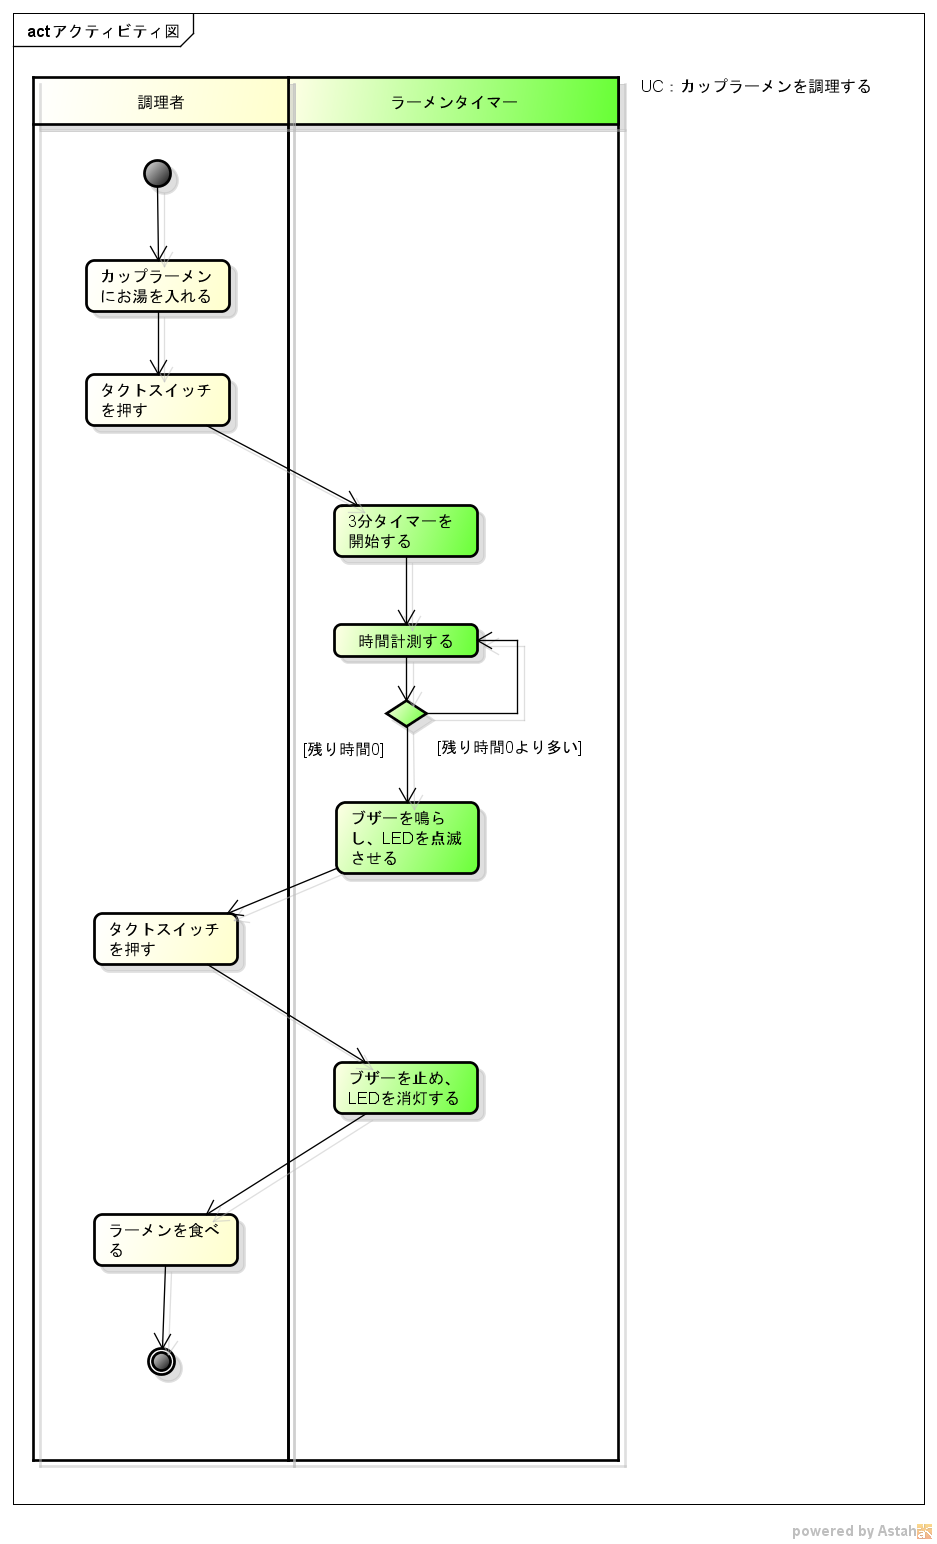 act アクティビティ図
UC：カップラーメンを調理する
調理者
ラーメンタイマー
カップラーメン
にお湯を入れる
タクトスイッチ
を押す
3分タイマーを
開始する
時間計測する
[残り時間0]
[残り時間0より多い]
ブザーを鳴ら
し、LEDを点滅
させる
タクトスイッチ
を押す
ブザーを止め、
LEDを消灯する
ラーメンを食べ
る
powered by Astah